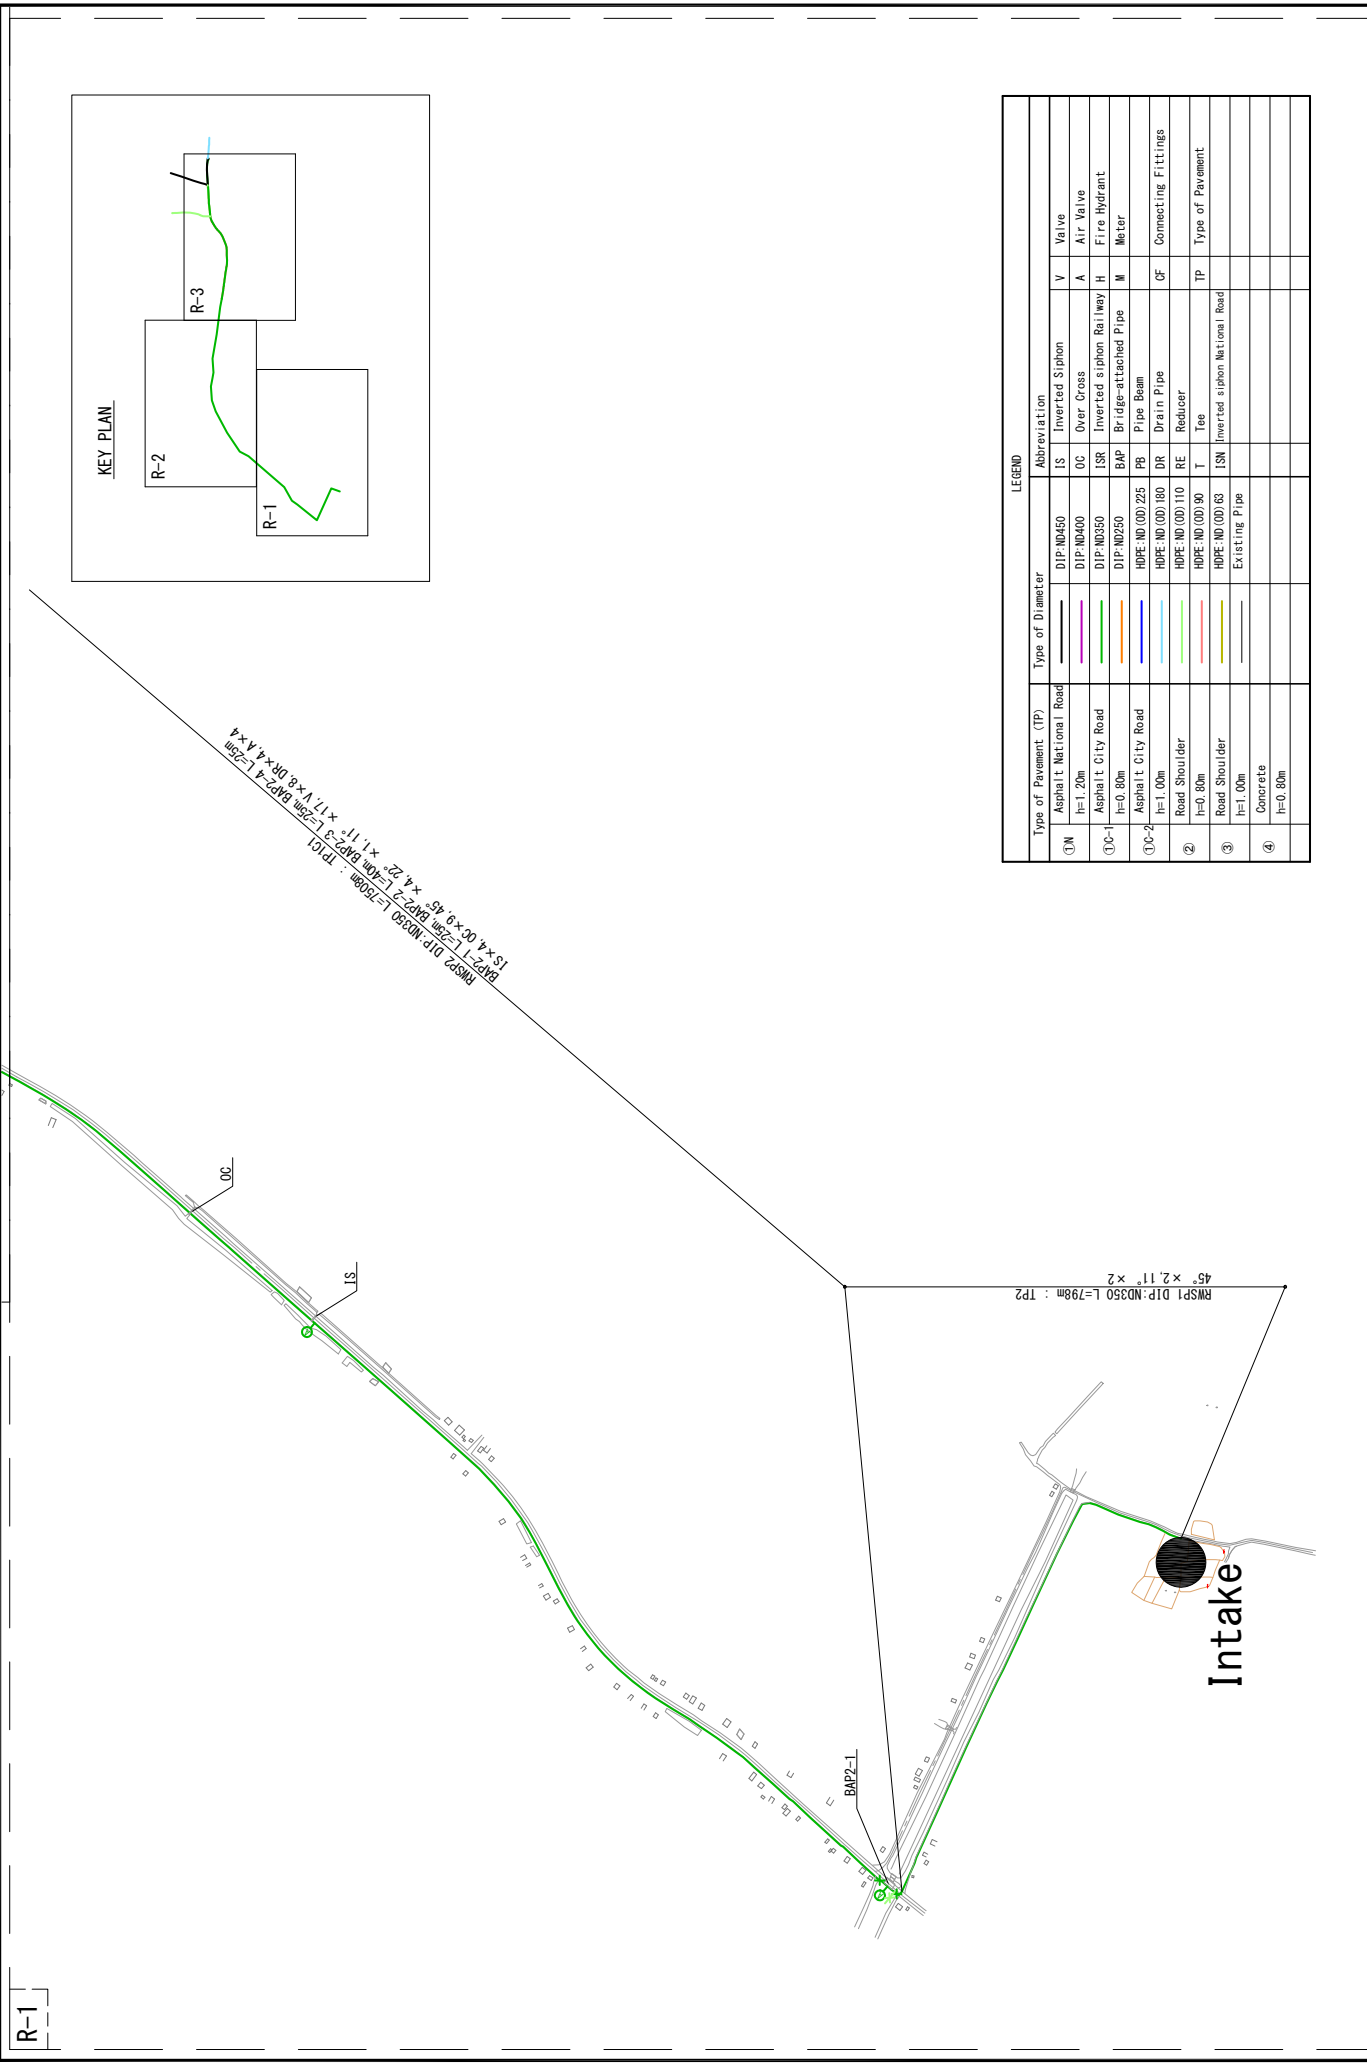 R-1
KEY PLAN
R-1
R-2
R-3
LEGEND
Type of Pavement (TP)
Type of Diameter
Abbreviation
①N
Asphalt National Road
h=1.20m
①C-1
Asphalt City Road
h=0.80m
①C-2
Asphalt City Road
h=1.00m
②
Road Shoulder
h=0.80m
③
Road Shoulder
h=1.00m
④
Concrete
h=0.80m
DIP:ND450
DIP:ND400
DIP:ND350
DIP:ND250
HDPE:ND(OD)225
HDPE:ND(OD)180
HDPE:ND(OD)110
HDPE:ND(OD)90
HDPE:ND(OD)63
Existing Pipe
IS Inverted Siphon V Valve
OC Over Cross A Air Valve
ISR Inverted siphon Railway H Fire Hydrant
BAP Bridge-attached Pipe M Meter
PB Pipe Beam
DR Drain Pipe CF Connecting Fittings
RE Reducer
T Tee TP Type of Pavement
ISN Inverted siphon National Road
RWSP2 DIP:ND350 L=7508m : TP1C1
BAP2-1 L=25m, BAP2-2 L=40m, BAP2-3 L=25m, BAP2-4 L=25m
IS×4, OC×9, 45° ×4, 22° ×1, 11° ×17, V×8, DR×4, A×4
OC
IS
BAP2-1
RWSP1 DIP:ND350 L=798m : TP2
45° ×2, 11° ×2
Intake